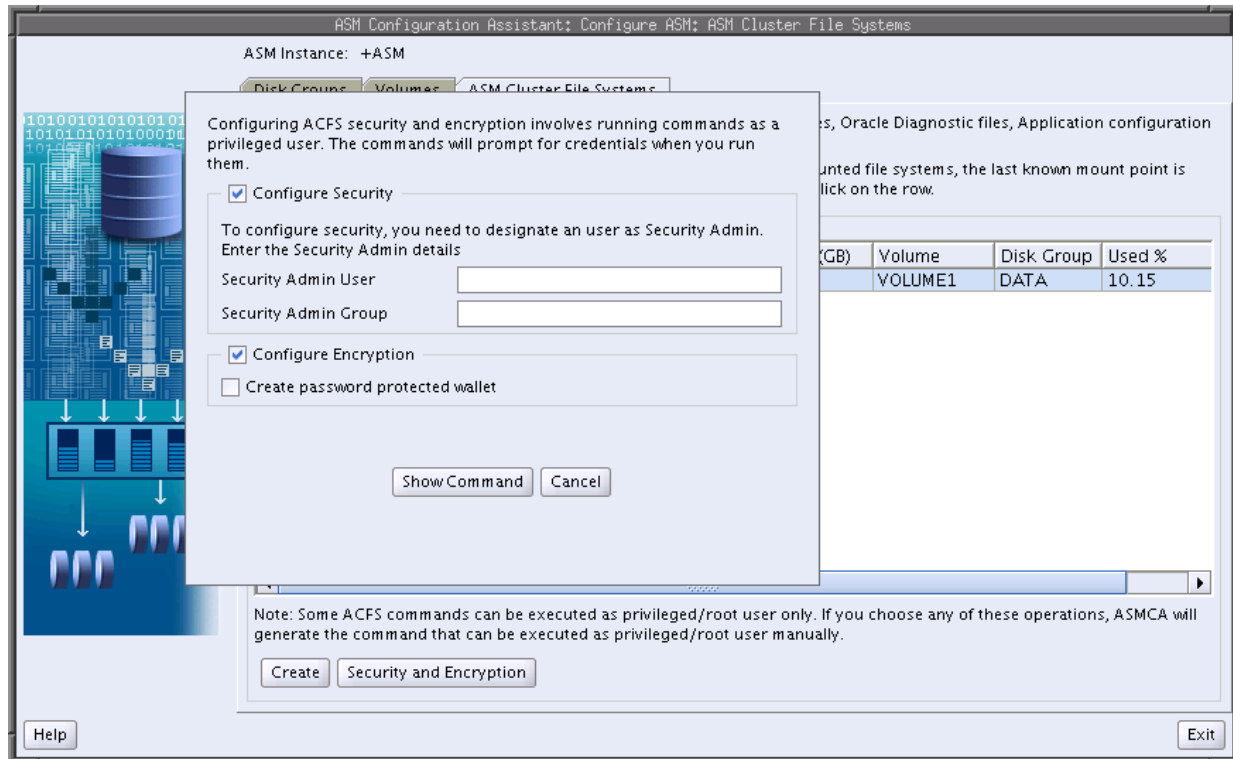 ASM Configuration Assistant: Configure ASM: ASM Cluster File Systems
ASM Instance: +ASM
Disk Groups Volumes ASM Cluster File Systems
Configuring ACFS security and encryption involves running commands as a
privileged user. The commands will prompt for credentials when you run
them.
Configure Security
To configure security, you need to designate an user as Security Admin.
Enter the Security Admin details
Security Admin User
Security Admin Group
Configure Encryption
Create password protected wallet
Show Command Cancel
s, Oracle Diagnostic files, Application configuration
unted file systems, the last known mount point is
lick on the row.
(GB) Volume Disk Group Used %
VOLUME1 DATA 10.15
Note: Some ACFS commands can be executed as privileged/root user only. If you choose any of these operations, ASMCA will
generate the command that can be executed as privileged/root user manually.
Create Security and Encryption
Help Exit